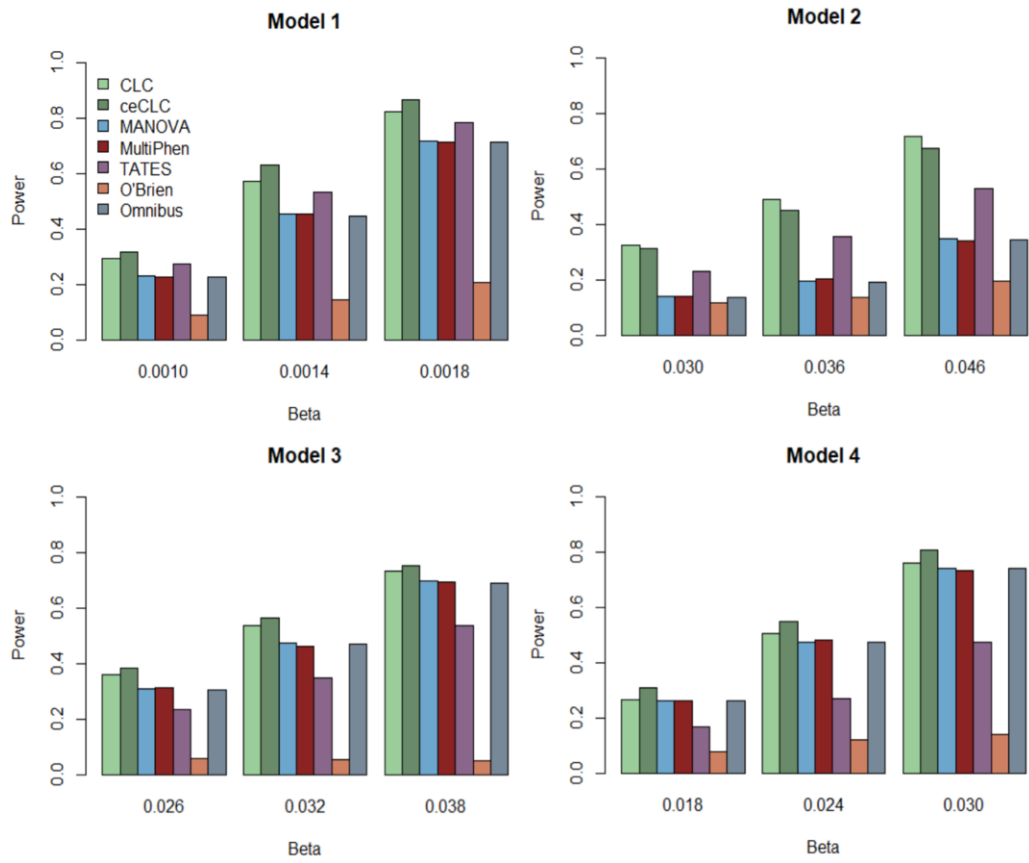 Model 1
1.0
0.8
0.6
0.4
0.2
0.0
Power
CLC
ceCLC
MANOVA
MultiPhen
TATES
O'Brien
Omnibus
0.0010 0.0014 0.0018
Beta
Model 2
1.0
0.8
0.6
0.4
0.2
0.0
Power
0.030 0.036 0.046
Beta
Model 3
1.0
0.8
0.6
0.4
0.2
0.0
Power
0.026 0.032 0.038
Beta
Model 4
1.0
0.8
0.6
0.4
0.2
0.0
Power
0.018 0.024 0.030
Beta